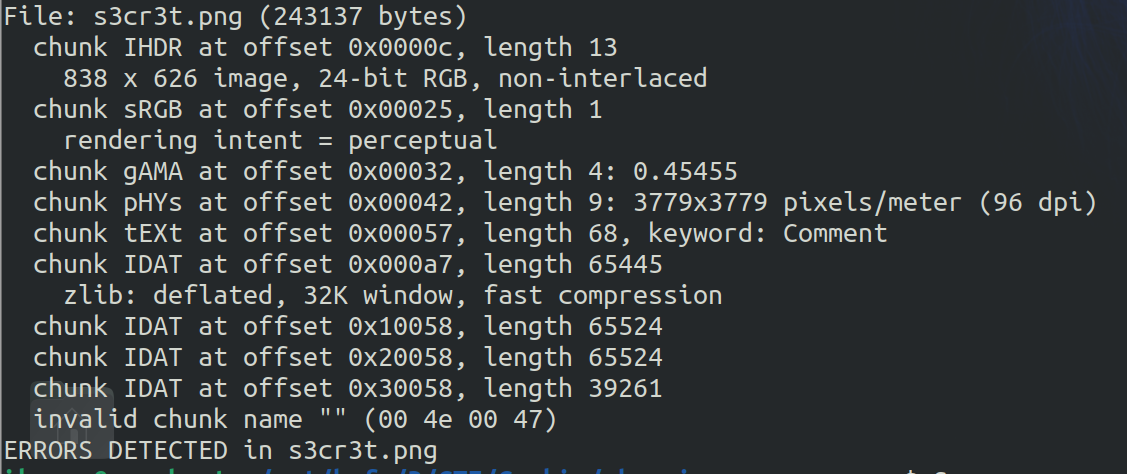 File: s3cr3t.png (243137 bytes)
chunk IHDR at offset 0x0000c, length 13
838 x 626 image, 24-bit RGB, non-interlaced
chunk sRGB at offset 0x00025, length 1
rendering intent = perceptual
chunk gAMA at offset 0x00032, length 4: 0.45455
chunk pHYs at offset 0x00042, length 9: 3779x3779 pixels/meter (96 dpi)
chunk tEXt at offset 0x00057, length 68, keyword: Comment
chunk IDAT at offset 0x000a7, length 65445
zlib: deflated, 32K window, fast compression
chunk IDAT at offset 0x10058, length 65524
chunk IDAT at offset 0x20058, length 65524
chunk IDAT at offset 0x30058, length 39261
invalid chunk name "" (00 4e 00 47)
ERRORS DETECTED in s3cr3t.png